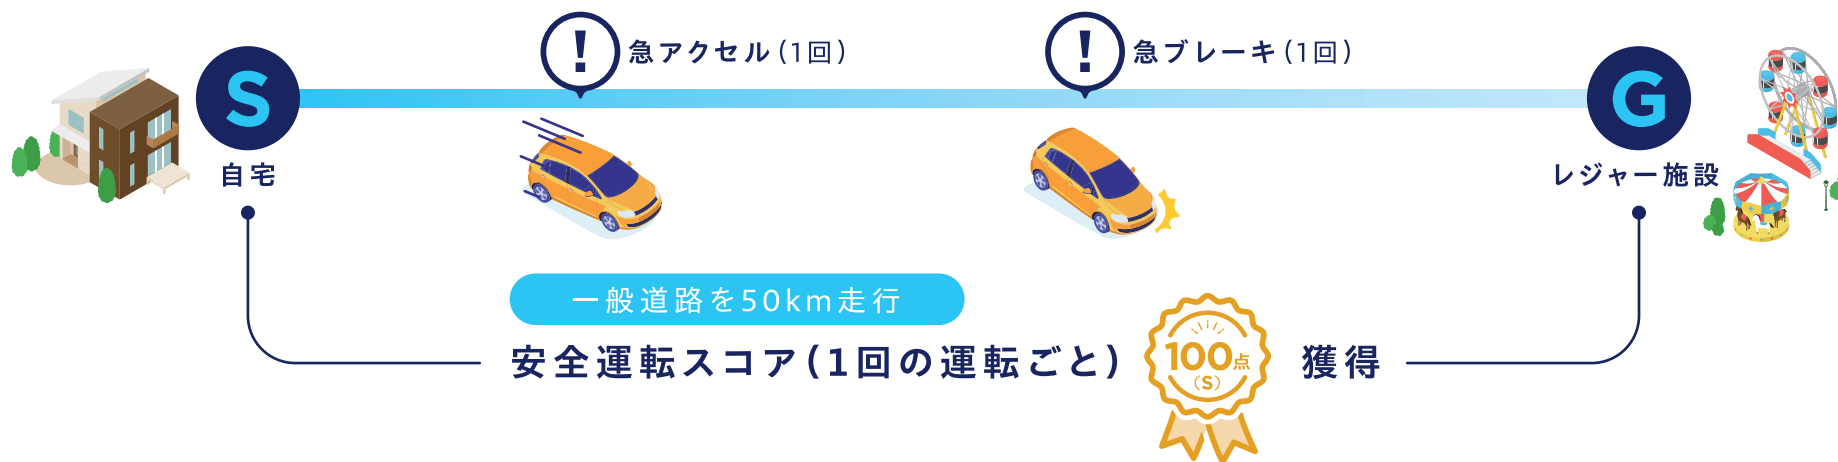 ! 急アクセル(1回)
! 急ブレーキ(1回)
S
G
自宅
レジャー施設
一般道路を50km走行
安全運転スコア(1回の運転ごと)
100点
(S)
獲得